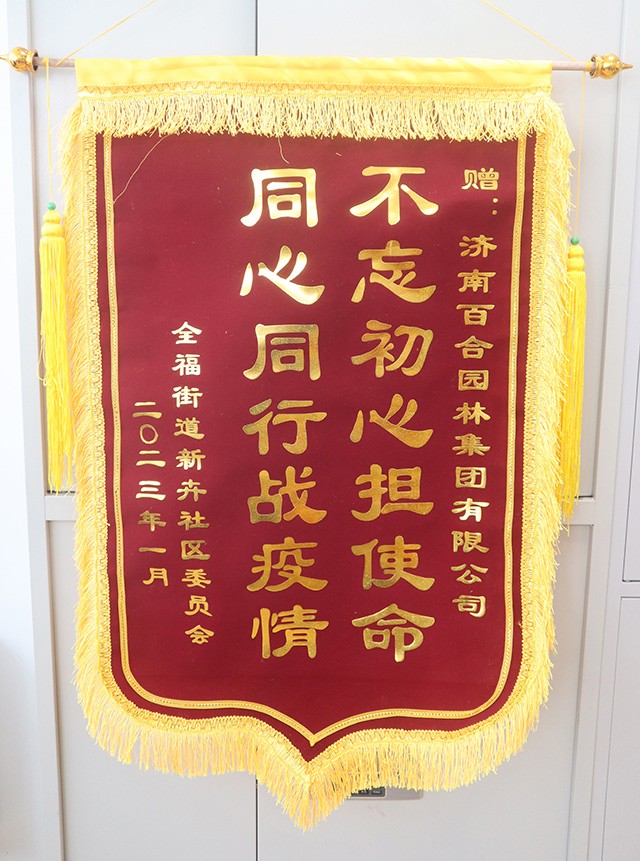 赠：济南百合园林集团有限公司
不忘初心担使命
同心同行战疫情
全福街道新卉社区委员会
二〇二三年一月